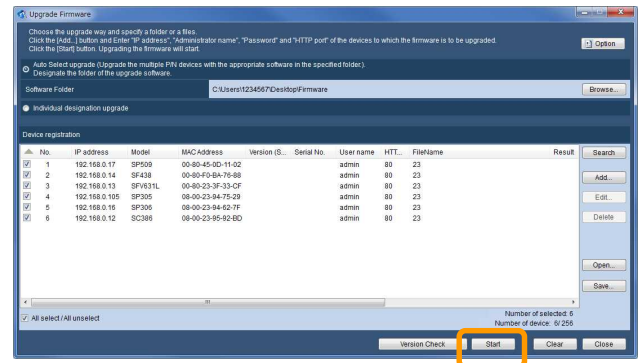 Upgrade Firmware
Choose the upgrade way and specify a folder or a files.
Click the [Add...] button and Enter "IP address", "Administrator name", "Password" and "HTTP port" of the devices to which the firmware is to be upgraded.
Click the [Start] button. Upgrading the firmware will start.
Option
Auto Select upgrade (Upgrade the multiple P/N devices with the appropriate software in the specified folder.).
Designate the folder of the upgrade software.
Software Folder C:\Users\1234567\Desktop\Firmware Browse...
Individual designation upgrade
Device registration
No. IP address Model MAC Address Version (S... Serial No. User name HTT... FileName Result Search
1 192.168.0.17 SP509 00-80-45-0D-11-02 admin 80 23
2 192.168.0.14 SF438 00-80-F0-BA-76-88 admin 80 23 Add...
3 192.168.0.13 SFV631L 00-80-23-3F-33-CF admin 80 23
4 192.168.0.105 SP305 08-00-23-94-75-29 admin 80 23 Edit...
5 192.168.0.16 SP306 08-00-23-94-62-7F admin 80 23
6 192.168.0.12 SC386 08-00-23-95-92-BD admin 80 23 Delete
Open...
Save...
All select / All unselect
Number of selected: 6
Number of device: 6/ 256
Version Check Start Clear Close